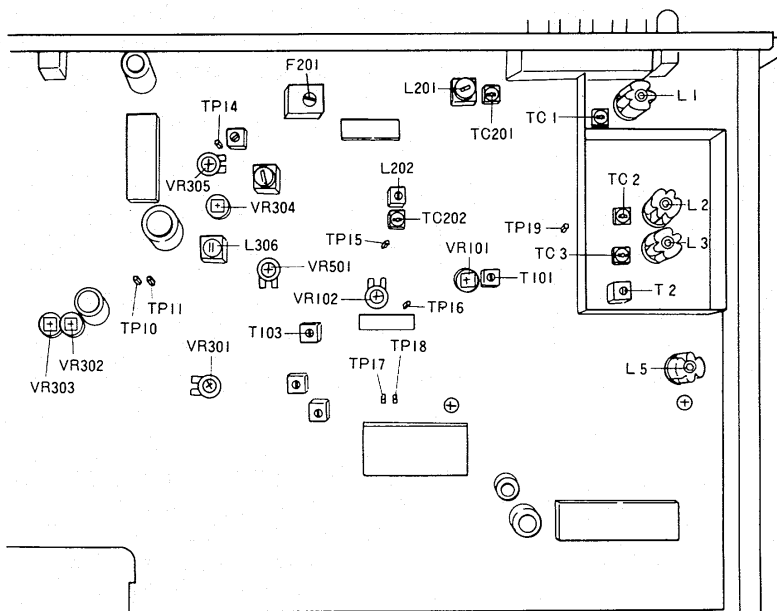 F201
L201
L1
TP14
TC201
TC1
VR305
L202
TC2
VR304
TC202
L2
TP15
TP19
L306
VR101
TC3
L3
VR501
T101
T2
TP10
TP11
VR102
TP16
T103
VR301
TP17
TP18
VR302
VR303
L5